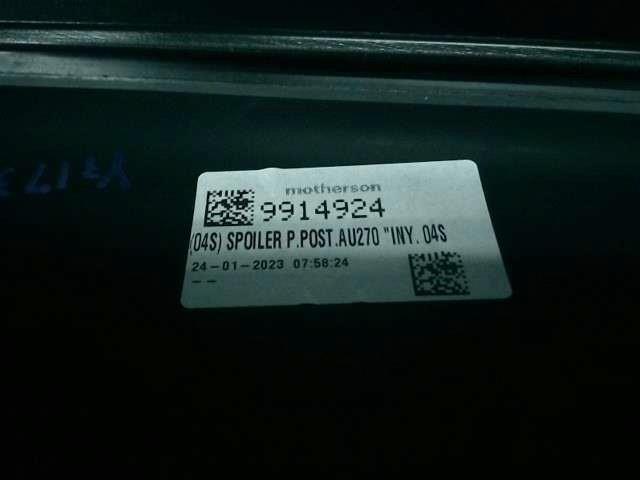 motherson
9914924
(04S) SPOILER P.POST.AU270 "INY. 04S
24-01-2023 07:58:24
--